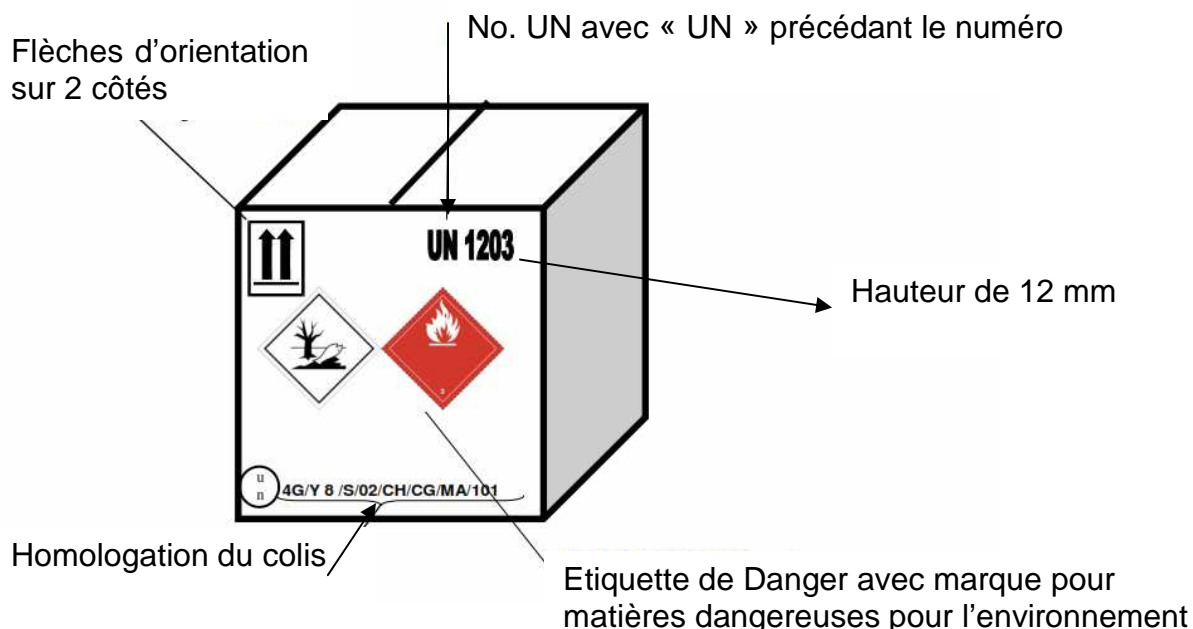 No. UN avec « UN » précédant le numéro
Flèches d’orientation
sur 2 côtés
UN 1203
Hauteur de 12 mm
3
u
n
4G/Y 8 /S/02/CH/CG/MA/101
Homologation du colis
Etiquette de Danger avec marque pour
matières dangereuses pour l’environnement